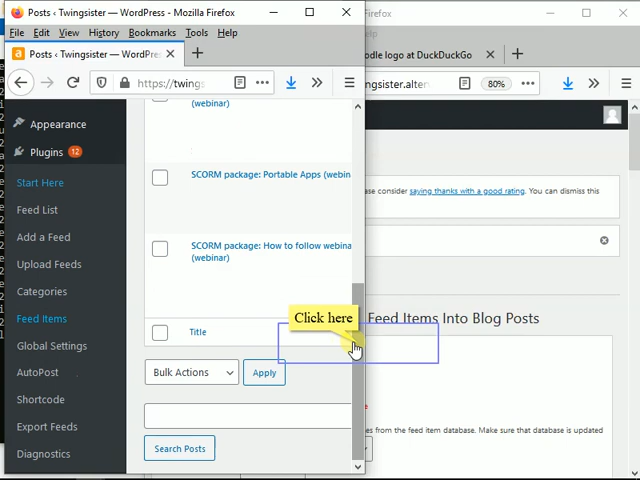 Posts ‹ Twingsister — WordPress - Mozilla Firefox
File Edit View History Bookmarks Tools Help
Posts ‹ Twingsister — WordPres
https://twings
(webinar)
Appearance
Plugins 12
Start Here
Feed List
Add a Feed
Upload Feeds
Categories
Feed Items
Global Settings
AutoPost
Shortcode
Export Feeds
Diagnostics
SCORM package: Portable Apps (webin
SCORM package: How to follow webina
(webinar)
Title
Bulk Actions
Apply
Search Posts
Click here
Firefox
odle logo at DuckDuckGo
ngsister.alter
80%
ase consider saying thanks with a good rating. You can dismiss this
Feed Items Into Blog Posts
es from the feed item database. Make sure that database is updated